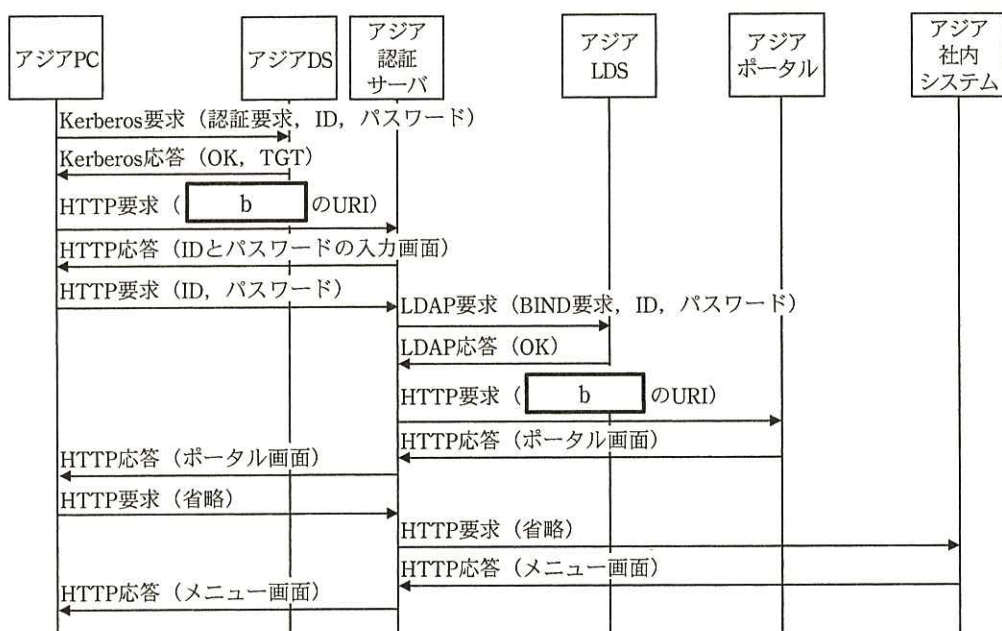 アジアPC
アジアDS
アジア
認証
サーバ
アジア
LDS
アジア
ポータル
アジア
社内
システム
Kerberos要求（認証要求，ID，パスワード）
Kerberos応答（OK，TGT）
HTTP要求（ b のURI）
HTTP応答（IDとパスワードの入力画面）
HTTP要求（ID，パスワード）
LDAP要求（BIND要求，ID，パスワード）
LDAP応答（OK）
HTTP要求（ b のURI）
HTTP応答（ポータル画面）
HTTP応答（ポータル画面）
HTTP要求（省略）
HTTP要求（省略）
HTTP応答（メニュー画面）
HTTP応答（メニュー画面）